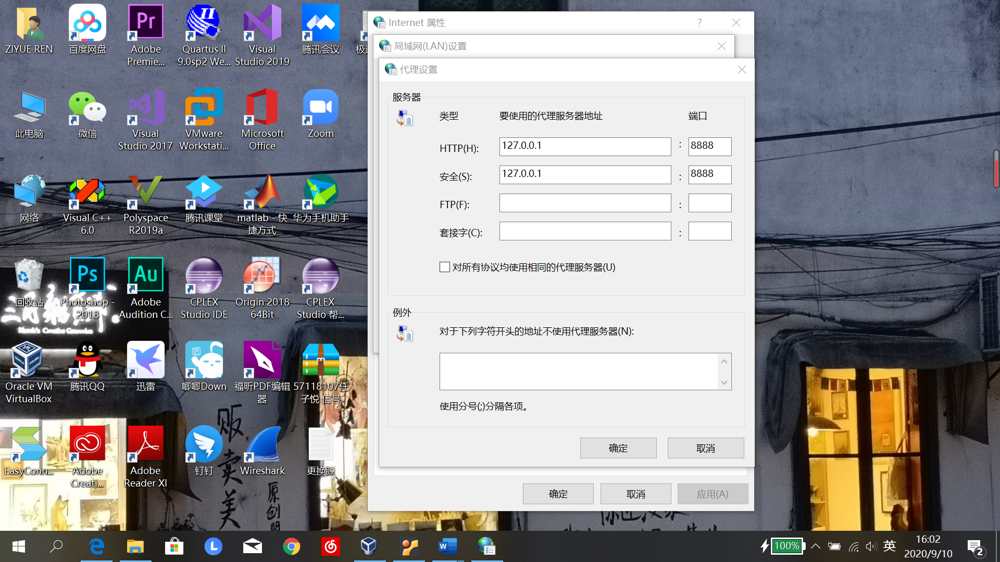 ZIYUE REN
百度网盘
Adobe
Premie...
Quartus II
9.0sp2 We...
Visual
Studio 2019
腾讯会议
此电脑
微信
Visual
Studio 2017
VMware
Workstati...
Microsoft
Office
Zoom
网络
Visual C++
6.0
Polyspace
R2019a
腾讯课堂
matlab - 快
捷方式
华为手机助手
回收站
Photoshop -
2018
Adobe
Audition C...
CPLEX
Studio IDE
Origin 2018
64Bit
CPLEX
Studio 帮...
Oracle VM
VirtualBox
腾讯QQ
迅雷
唧唧Down
福昕PDF编辑
器
57118107任
子悦 信号
EasyConn...
Adobe
Creati...
Adobe
Reader XI
钉钉
Wireshark
更换源
贩卖美
原创明
Internet 属性
局域网(LAN)设置
代理设置
服务器
类型
要使用的代理服务器地址
端口
HTTP(H):
127.0.0.1
:
8888
安全(S):
127.0.0.1
:
8888
FTP(F):
:
套接字(C):
:
对所有协议均使用相同的代理服务器(U)
例外
对于下列字符开头的地址不使用代理服务器(N):
使用分号(;)分隔各项。
确定
取消
确定
取消
应用(A)
100%
英
16:02
2020/9/10
2